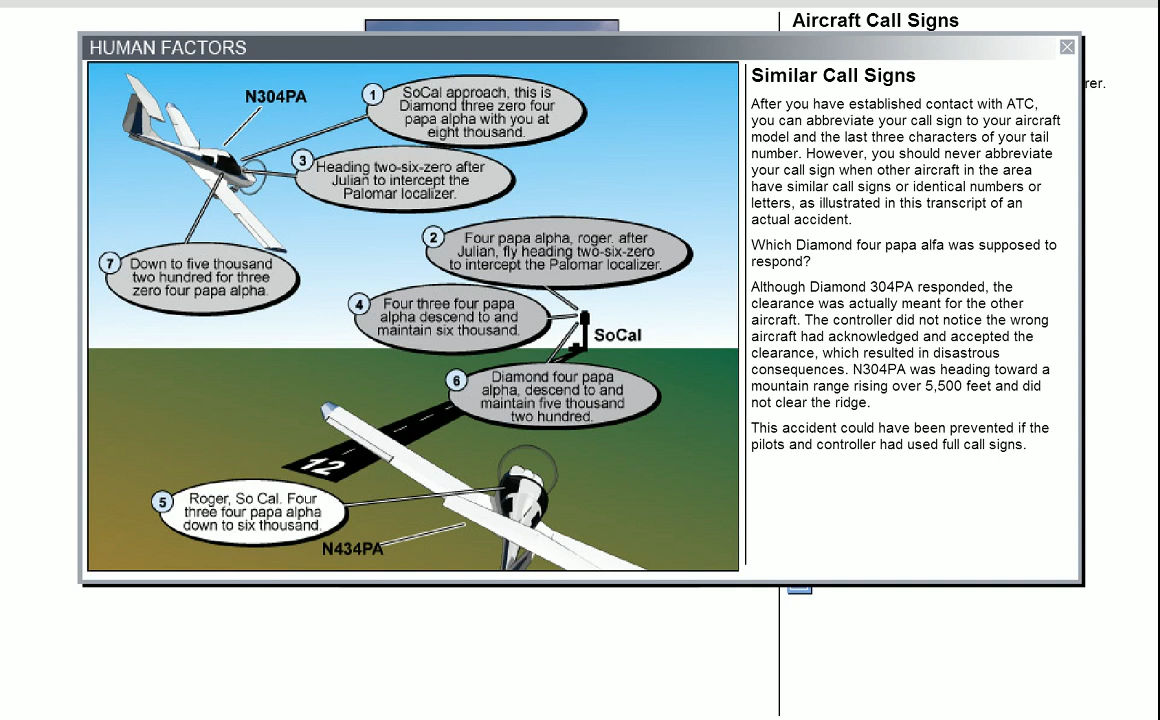 Aircraft Call Signs
HUMAN FACTORS
rer.
N304PA
1
SoCal approach, this is
Diamond three zero four
papa alpha with you at
eight thousand.
3
Heading two-six-zero after
Julian to intercept the
Palomar localizer.
2
Four papa alpha, roger. after
Julian, fly heading two-six-zero
to intercept the Palomar localizer.
7
Down to five thousand
two hundred for three
zero four papa alpha.
4
Four three four papa
alpha descend to and
maintain six thousand.
SoCal
6
Diamond four papa
alpha, descend to and
maintain five thousand
two hundred.
12
5
Roger, So Cal. Four
three four papa alpha
down to six thousand.
N434PA
Similar Call Signs
After you have established contact with ATC,
you can abbreviate your call sign to your aircraft
model and the last three characters of your tail
number. However, you should never abbreviate
your call sign when other aircraft in the area
have similar call signs or identical numbers or
letters, as illustrated in this transcript of an
actual accident.
Which Diamond four papa alfa was supposed to
respond?
Although Diamond 304PA responded, the
clearance was actually meant for the other
aircraft. The controller did not notice the wrong
aircraft had acknowledged and accepted the
clearance, which resulted in disastrous
consequences. N304PA was heading toward a
mountain range rising over 5,500 feet and did
not clear the ridge.
This accident could have been prevented if the
pilots and controller had used full call signs.